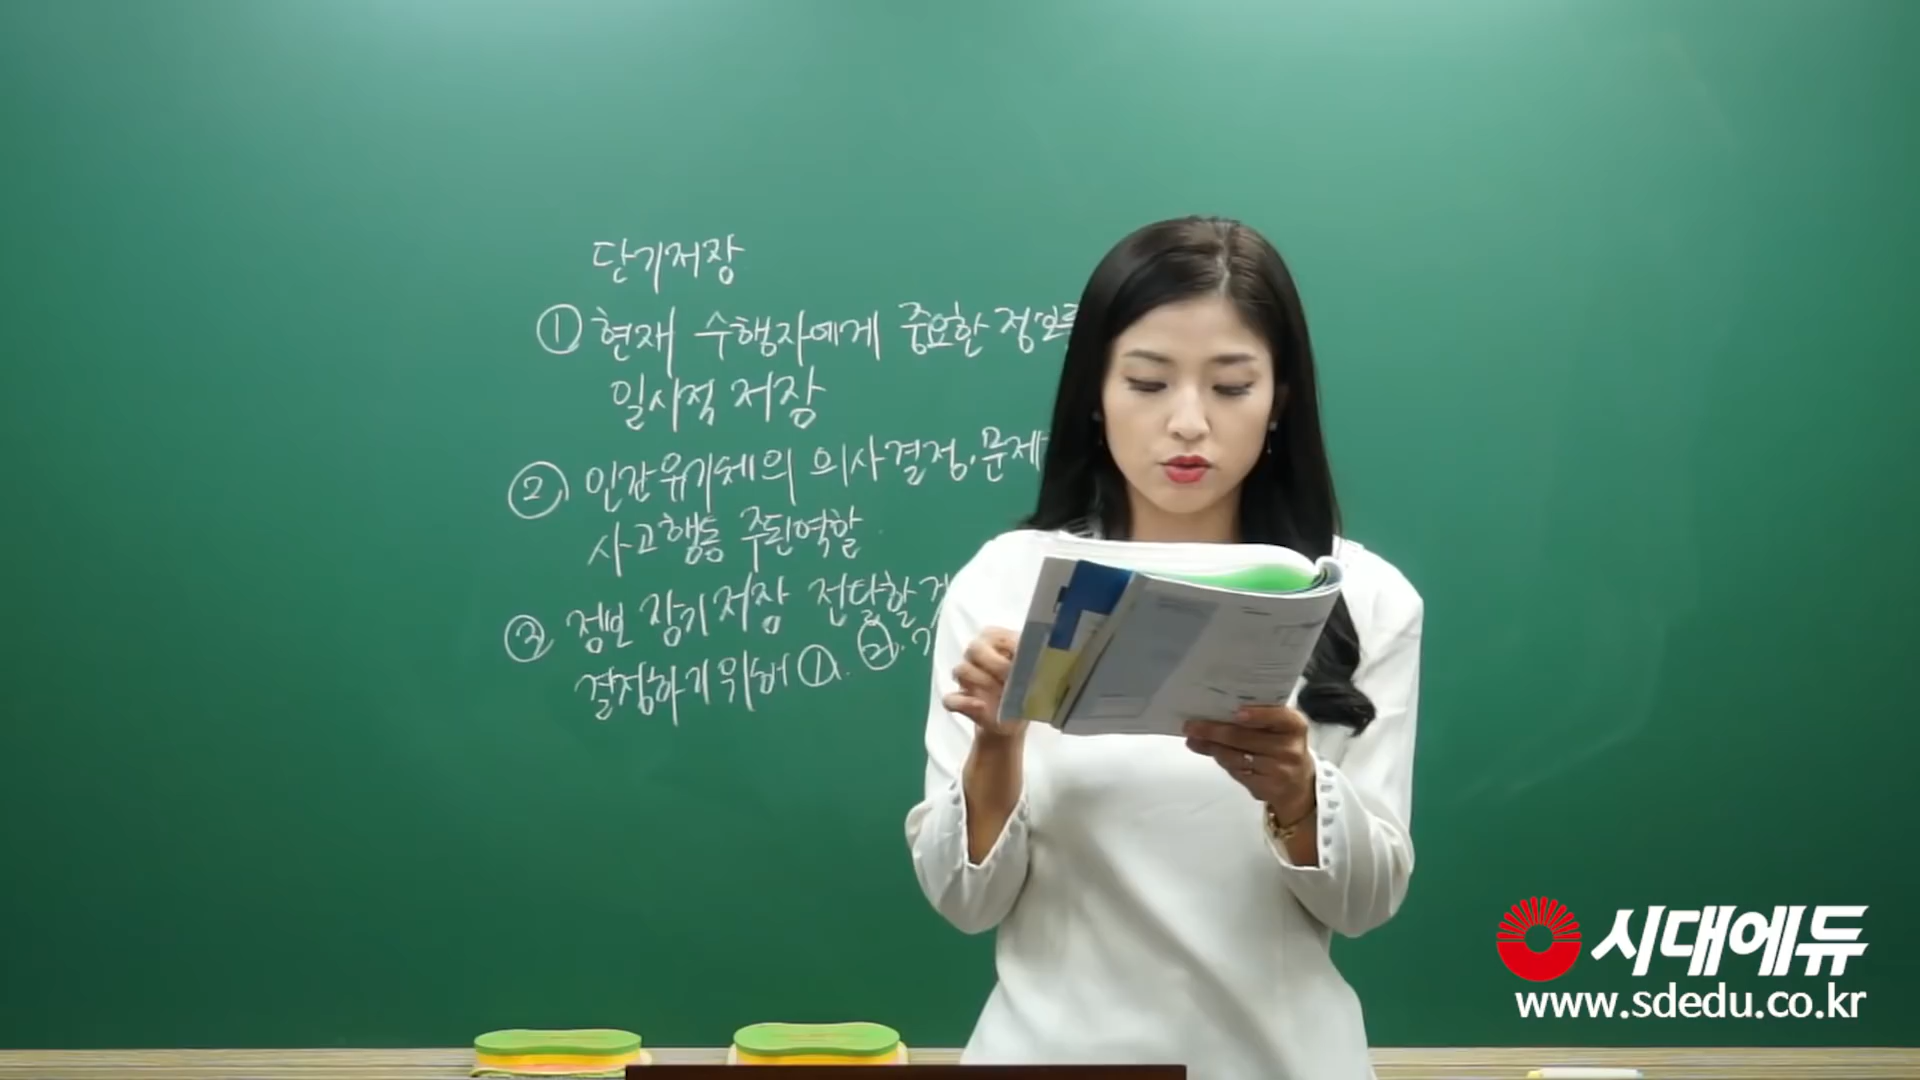 단기저장
① 현재 수행자에게 중요한 정보를
일시적 저장
② 인간유기체의 의사결정, 문제
사고행동 주된역할
③ 정보 장기저장 전달할
결정하기 위해 ①. ②.
시대에듀
www.sdedu.co.kr